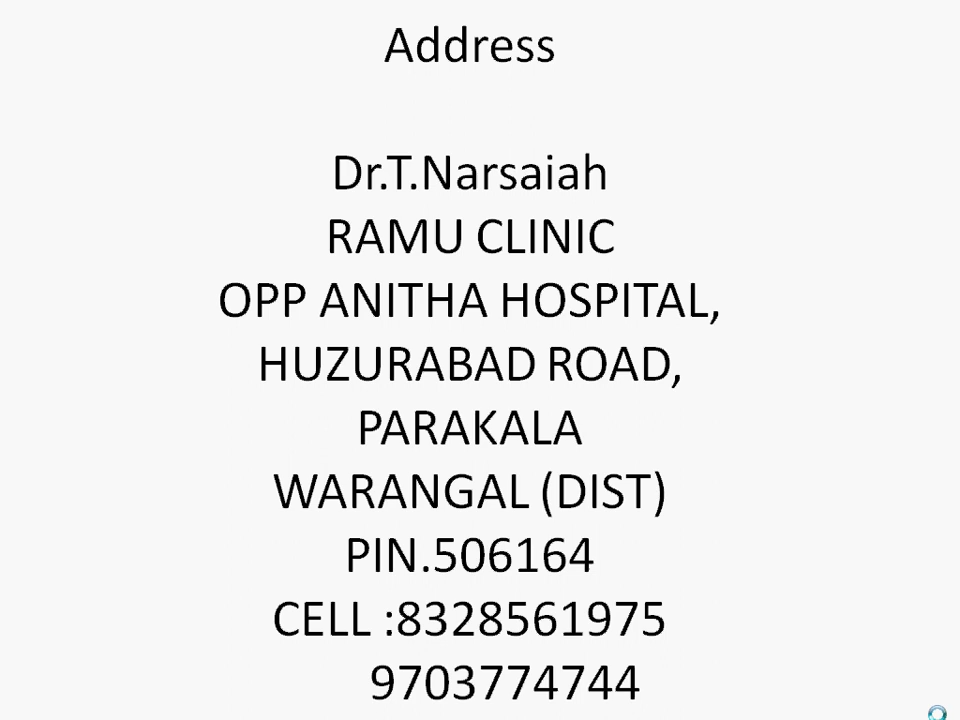 Address
Dr.T.Narsaiah
RAMU CLINIC
OPP ANITHA HOSPITAL,
HUZURABAD ROAD,
PARAKALA
WARANGAL (DIST)
PIN.506164
CELL :8328561975
9703774744